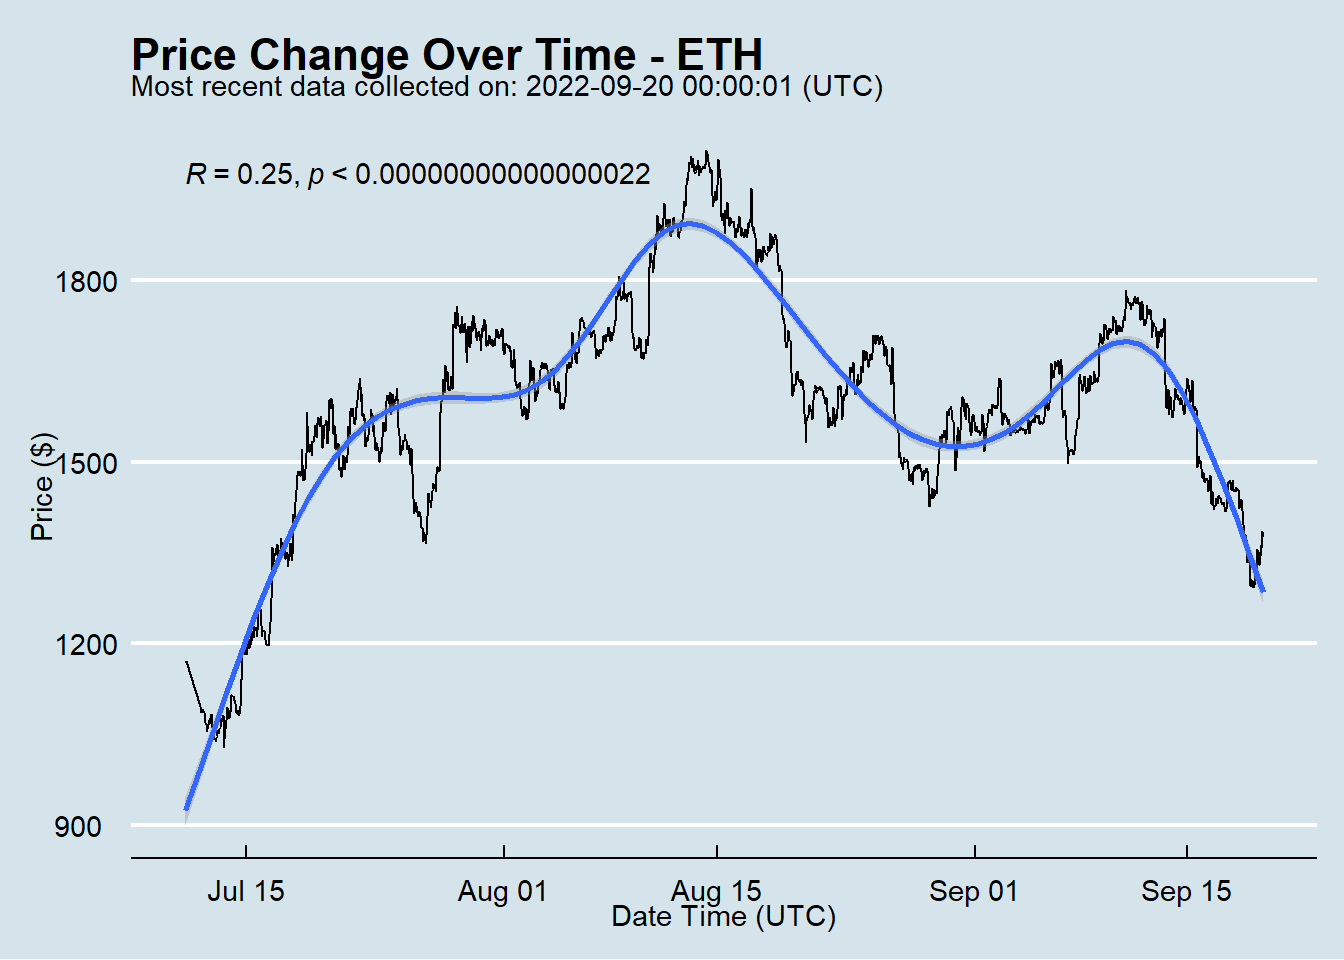 Price Change Over Time - ETH
Most recent data collected on: 2022-09-20 00:00:01 (UTC)
R = 0.25, p < 0.00000000000000022
1800
1500
1200
900
Price ($)
Jul 15
Aug 01
Aug 15
Sep 01
Sep 15
Date Time (UTC)